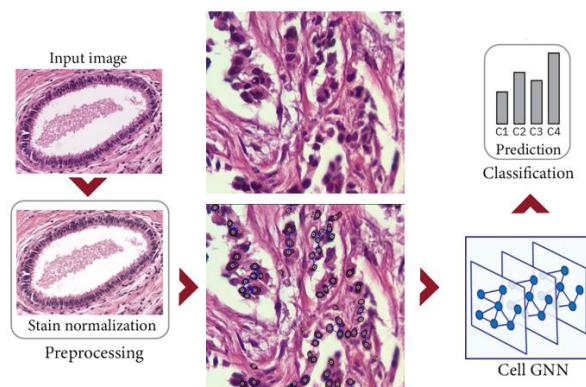 Input image
Stain normalization
Preprocessing
Cell GNN
C1 C2 C3 C4
Prediction
Classification